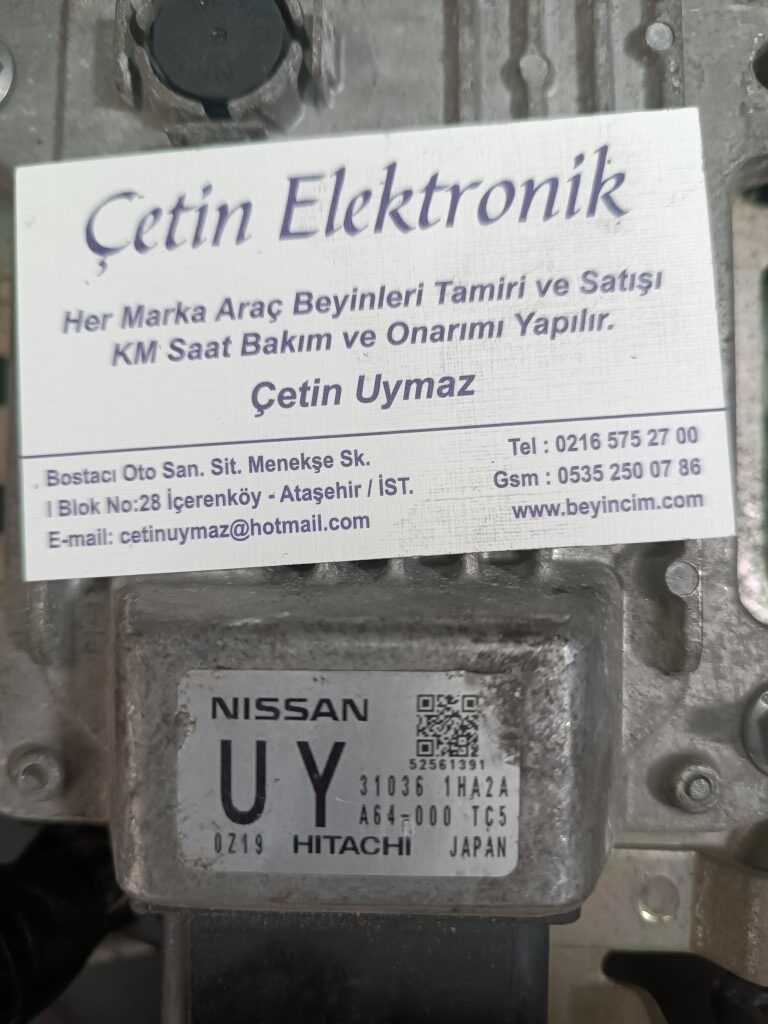 Çetin Elektronik
Her Marka Araç Beyinleri Tamiri ve Satışı
KM Saat Bakım ve Onarımı Yapılır.
Çetin Uymaz
Bostacı Oto San. Sit. Menekşe Sk.
I Blok No:28 İçerenköy - Ataşehir / İST.
E-mail: cetinuymaz@hotmail.com
Tel : 0216 575 27 00
Gsm : 0535 250 07 86
www.beyincim.com
NISSAN
52561391
UY
31036 1HA2A
A64-000 TC5
0Z19 HITACHI JAPAN